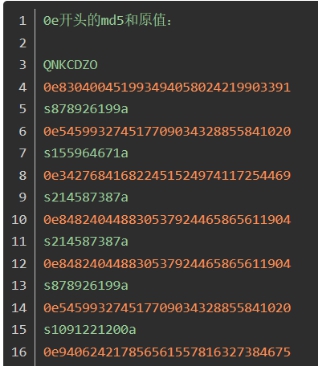 1 0e开头的md5和原值：
2
3 QNKCDZO
4 0e830400451993494058024219903391
5 s878926199a
6 0e545993274517709034328855841020
7 s155964671a
8 0e342768416822451524974117254469
9 s214587387a
10 0e848240448830537924465865611904
11 s214587387a
12 0e848240448830537924465865611904
13 s878926199a
14 0e545993274517709034328855841020
15 s1091221200a
16 0e940624217856561557816327384675